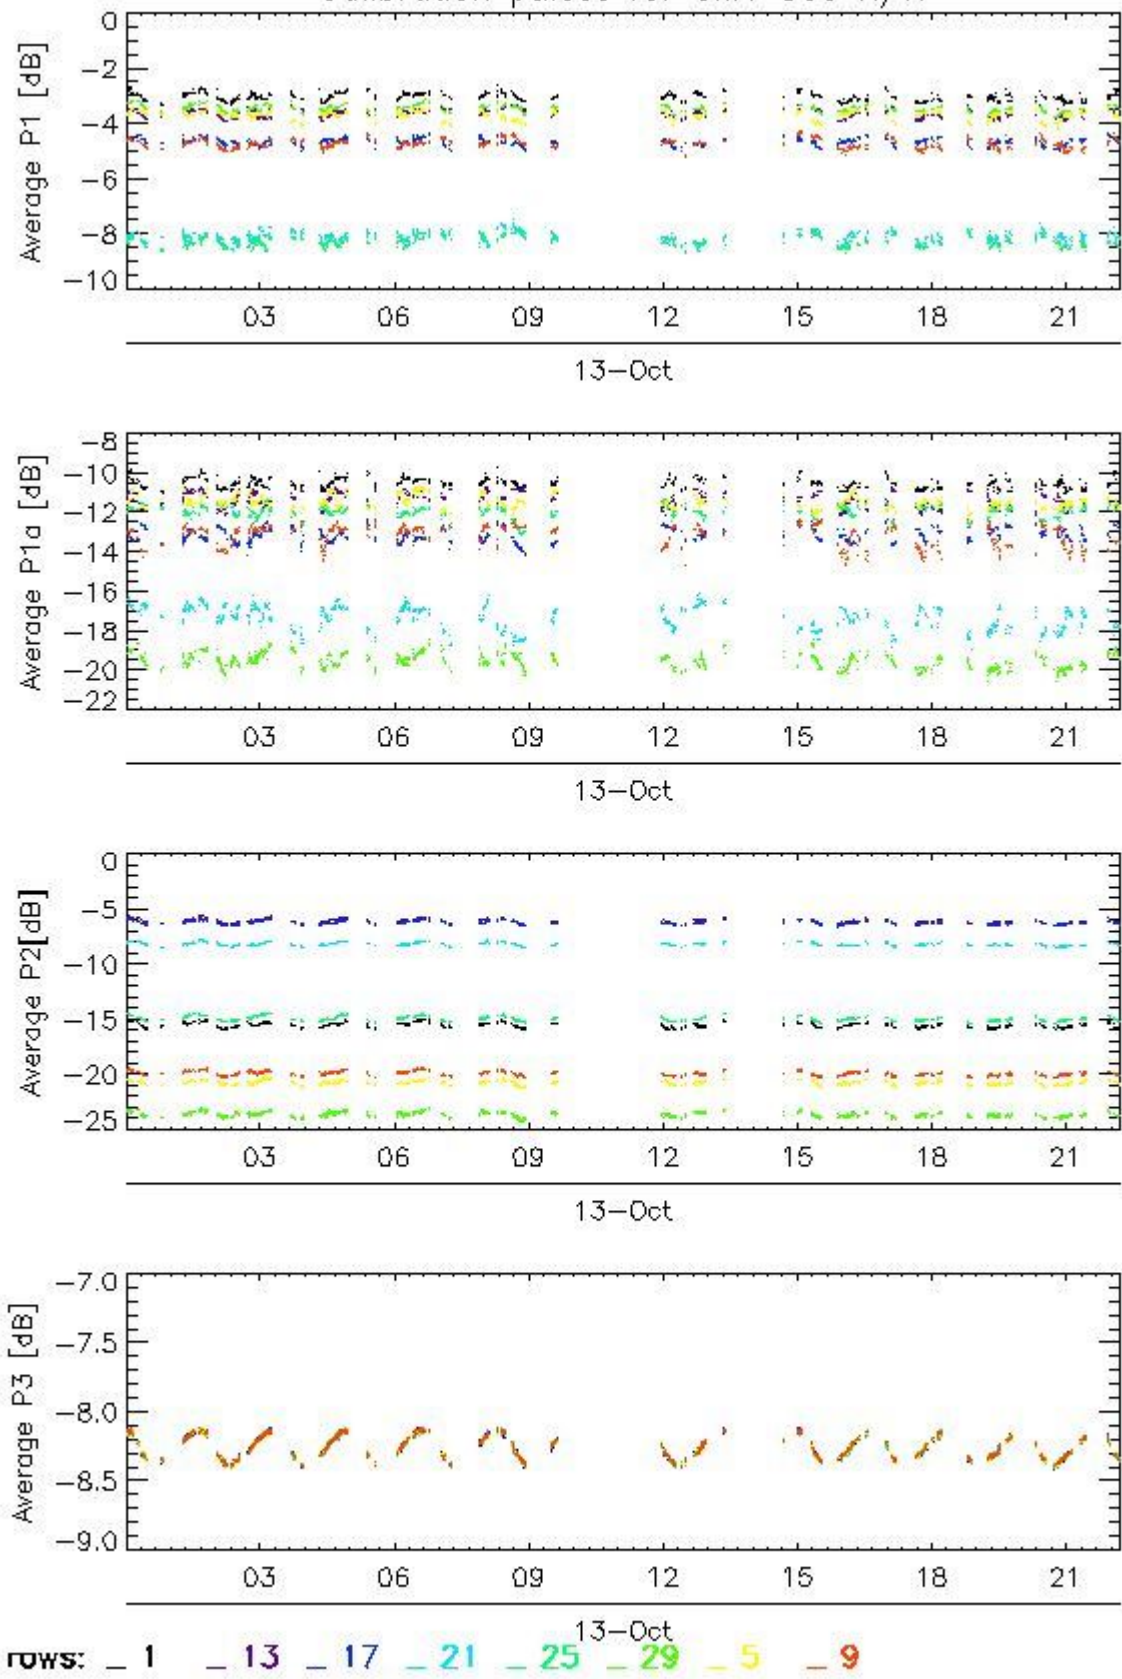 0
−2
−4
−6
−8
−10
Average P1 [dB]
03 06 09 12 15 18 21
13−Oct
−8
−10
−12
−14
−16
−18
−20
−22
Average P1a [dB]
03 06 09 12 15 18 21
13−Oct
0
−5
−10
−15
−20
−25
Average P2[dB]
03 06 09 12 15 18 21
13−Oct
−7.0
−7.5
−8.0
−8.5
−9.0
Average P3 [dB]
03 06 09 12 15 18 21
13−Oct
rows: _ 1 _ 13 _ 17 _ 21 _ 25 _ 29 _ 5 _ 9